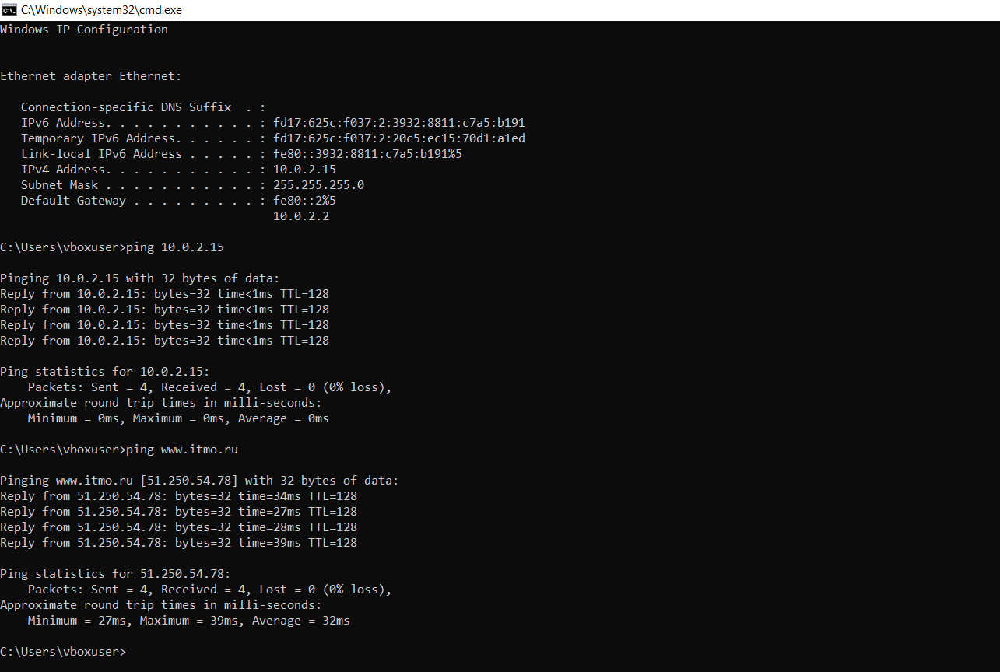 C:\Windows\system32\cmd.exe
Windows IP Configuration
Ethernet adapter Ethernet:
Connection-specific DNS Suffix  . :
IPv6 Address. . . . . . . . . . . : fd17:625c:f037:2:3932:8811:c7a5:b191
Temporary IPv6 Address. . . . . . : fd17:625c:f037:2:20c5:ec15:70d1:a1ed
Link-local IPv6 Address . . . . . : fe80::3932:8811:c7a5:b191%5
IPv4 Address. . . . . . . . . . . : 10.0.2.15
Subnet Mask . . . . . . . . . . . : 255.255.255.0
Default Gateway . . . . . . . . . : fe80::2%5
10.0.2.2
C:\Users\vboxuser>ping 10.0.2.15
Pinging 10.0.2.15 with 32 bytes of data:
Reply from 10.0.2.15: bytes=32 time<1ms TTL=128
Reply from 10.0.2.15: bytes=32 time<1ms TTL=128
Reply from 10.0.2.15: bytes=32 time<1ms TTL=128
Reply from 10.0.2.15: bytes=32 time<1ms TTL=128
Ping statistics for 10.0.2.15:
Packets: Sent = 4, Received = 4, Lost = 0 (0% loss),
Approximate round trip times in milli-seconds:
Minimum = 0ms, Maximum = 0ms, Average = 0ms
C:\Users\vboxuser>ping www.itmo.ru
Pinging www.itmo.ru [51.250.54.78] with 32 bytes of data:
Reply from 51.250.54.78: bytes=32 time=34ms TTL=128
Reply from 51.250.54.78: bytes=32 time=27ms TTL=128
Reply from 51.250.54.78: bytes=32 time=28ms TTL=128
Reply from 51.250.54.78: bytes=32 time=39ms TTL=128
Ping statistics for 51.250.54.78:
Packets: Sent = 4, Received = 4, Lost = 0 (0% loss),
Approximate round trip times in milli-seconds:
Minimum = 27ms, Maximum = 39ms, Average = 32ms
C:\Users\vboxuser>